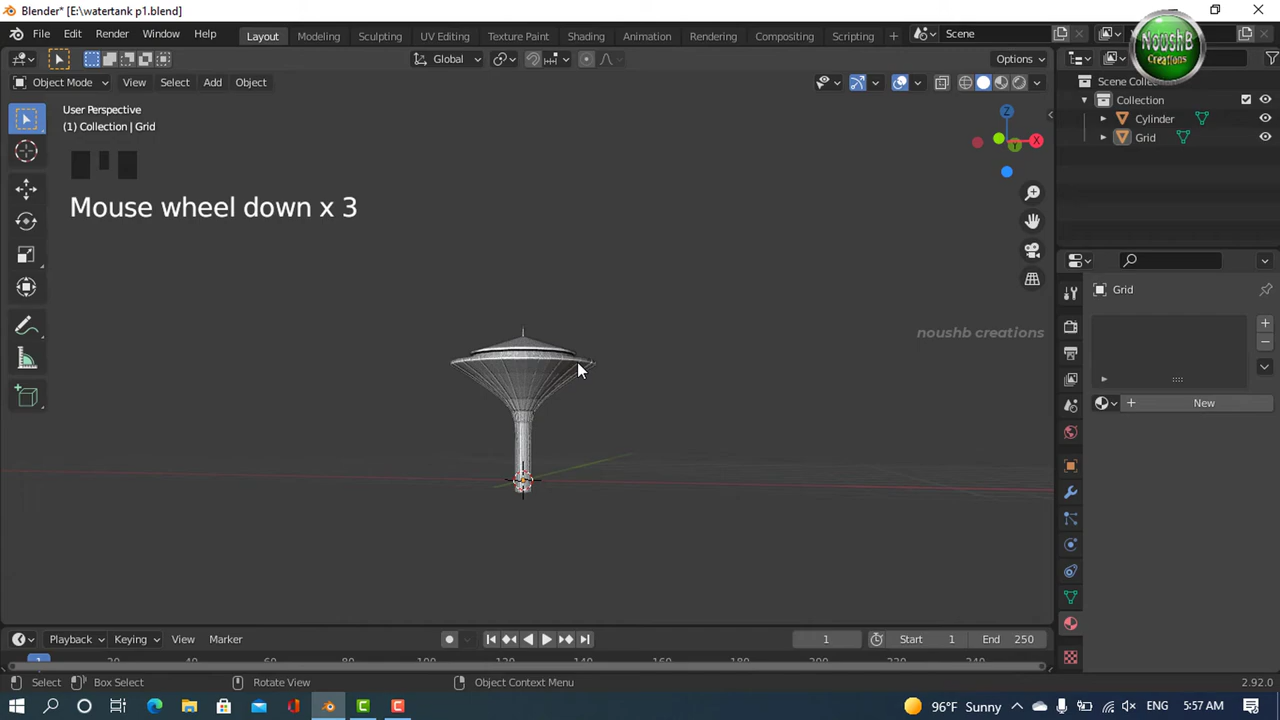 Blender* [E:\watertank p1.blend]
File Edit Render Window Help Layout Modeling Sculpting UV Editing Texture Paint Shading Animation Rendering Compositing Scripting + Scene
NoushB
Creations
Global Options
Object Mode View Select Add Object
Scene Collection
User Perspective
(1) Collection | Grid
Collection
Cylinder
Grid
Z
X
Y
Mouse wheel down x 3
Grid
noushb creations
New
Playback Keying View Marker 1 Start 1 End 250
1
Select Box Select Rotate View Object Context Menu 2.92.0
96°F Sunny ENG 5:57 AM